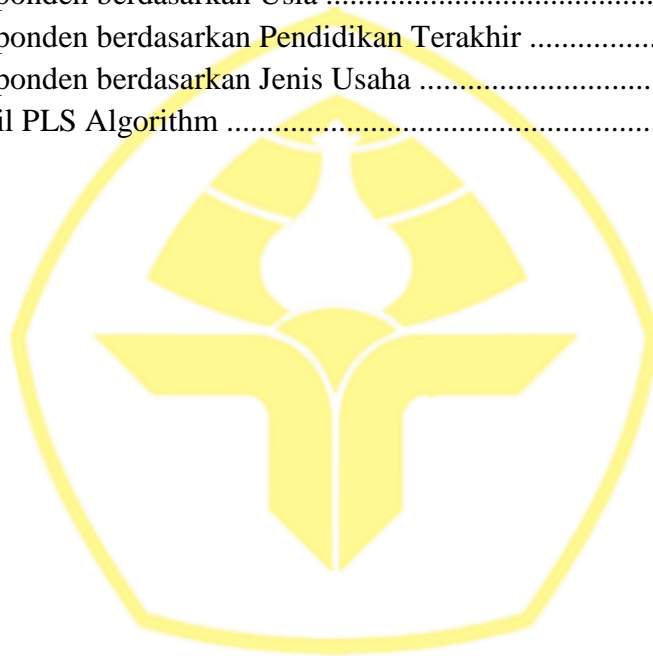 ponden berdasarkan Usia ..........................................
ponden berdasarkan Pendidikan Terakhir ................
ponden berdasarkan Jenis Usaha ..............................
il PLS Algorithm ........................................................